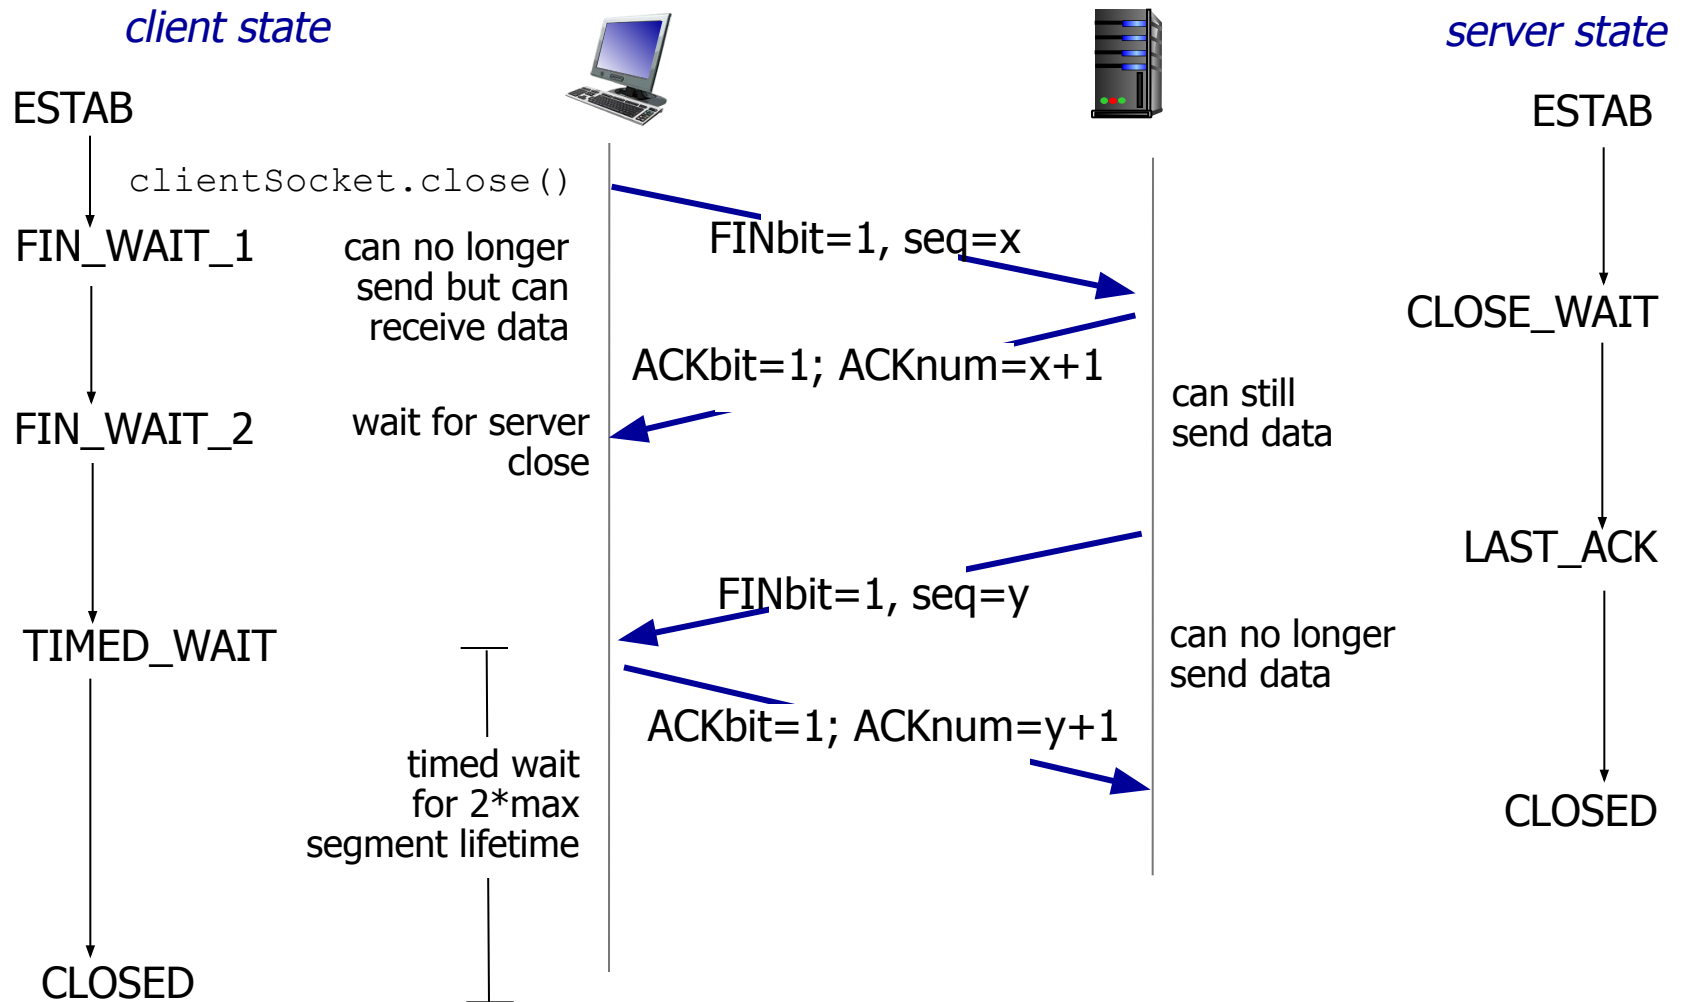 client state
server state
ESTAB
ESTAB
clientSocket.close()
FIN_WAIT_1
can no longer
send but can
receive data
FINbit=1, seq=x
CLOSE_WAIT
ACKbit=1; ACKnum=x+1
FIN_WAIT_2
wait for server
close
can still
send data
LAST_ACK
FINbit=1, seq=y
TIMED_WAIT
can no longer
send data
ACKbit=1; ACKnum=y+1
timed wait
for 2*max
segment lifetime
CLOSED
CLOSED